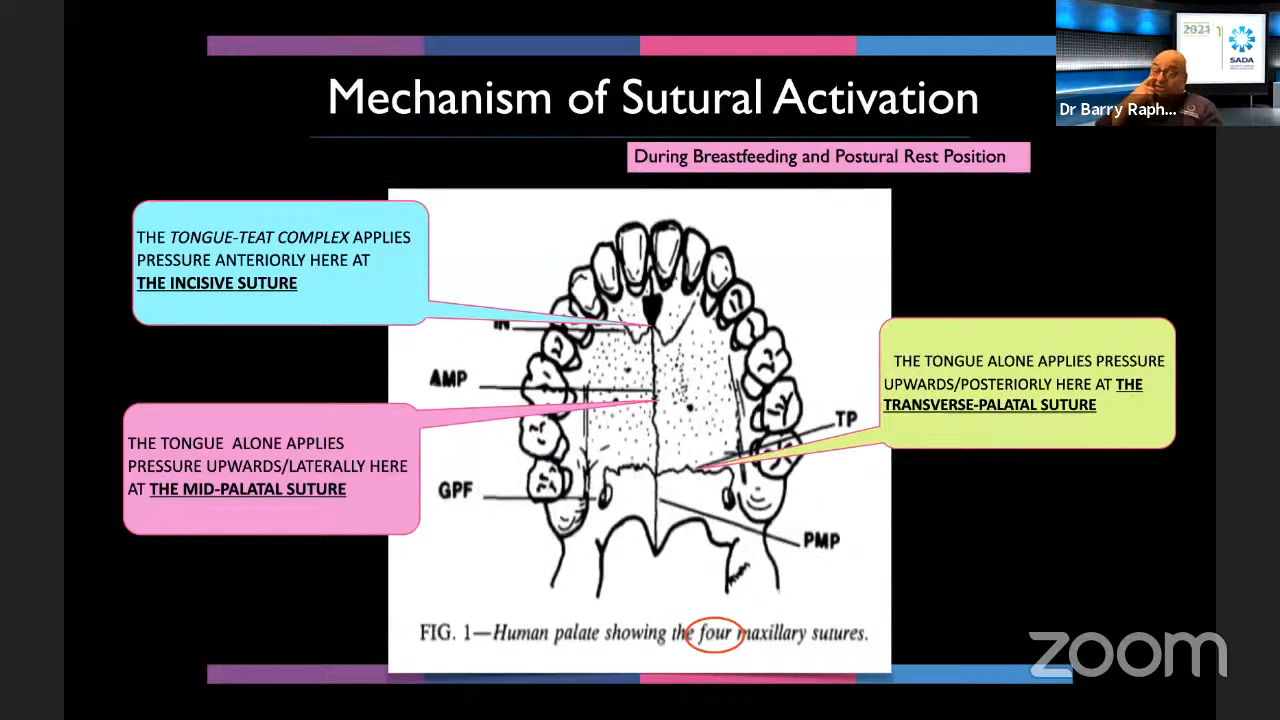 2021
SADA
Dr Barry Raph...
Mechanism of Sutural Activation
During Breastfeeding and Postural Rest Position
THE TONGUE-TEAT COMPLEX APPLIES
PRESSURE ANTERIORLY HERE AT
THE INCISIVE SUTURE
IN
AMP
THE TONGUE ALONE APPLIES PRESSURE
UPWARDS/POSTERIORLY HERE AT THE
TRANSVERSE-PALATAL SUTURE
THE TONGUE ALONE APPLIES
PRESSURE UPWARDS/LATERALLY HERE
AT THE MID-PALATAL SUTURE
TP
GPF
PMP
FIG. 1—Human palate showing the four maxillary sutures.
zoom